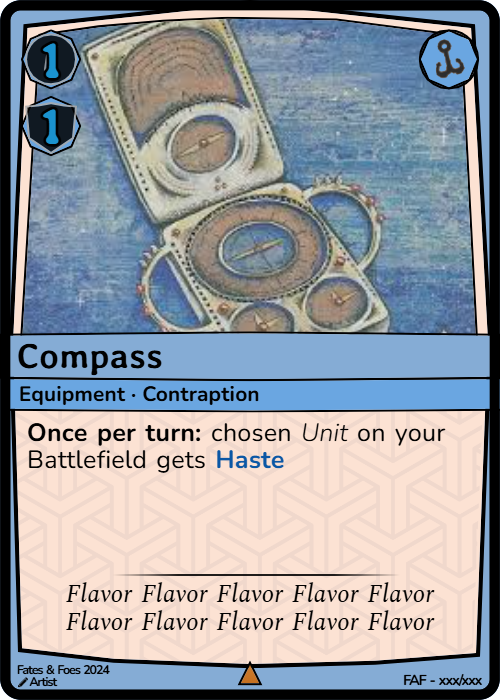 1
1
Compass
Equipment · Contraption
Once per turn: chosen Unit on your
Battlefield gets Haste
Flavor Flavor Flavor Flavor Flavor
Flavor Flavor Flavor Flavor Flavor
Fates & Foes 2024
Artist
FAF - xxx/xxx